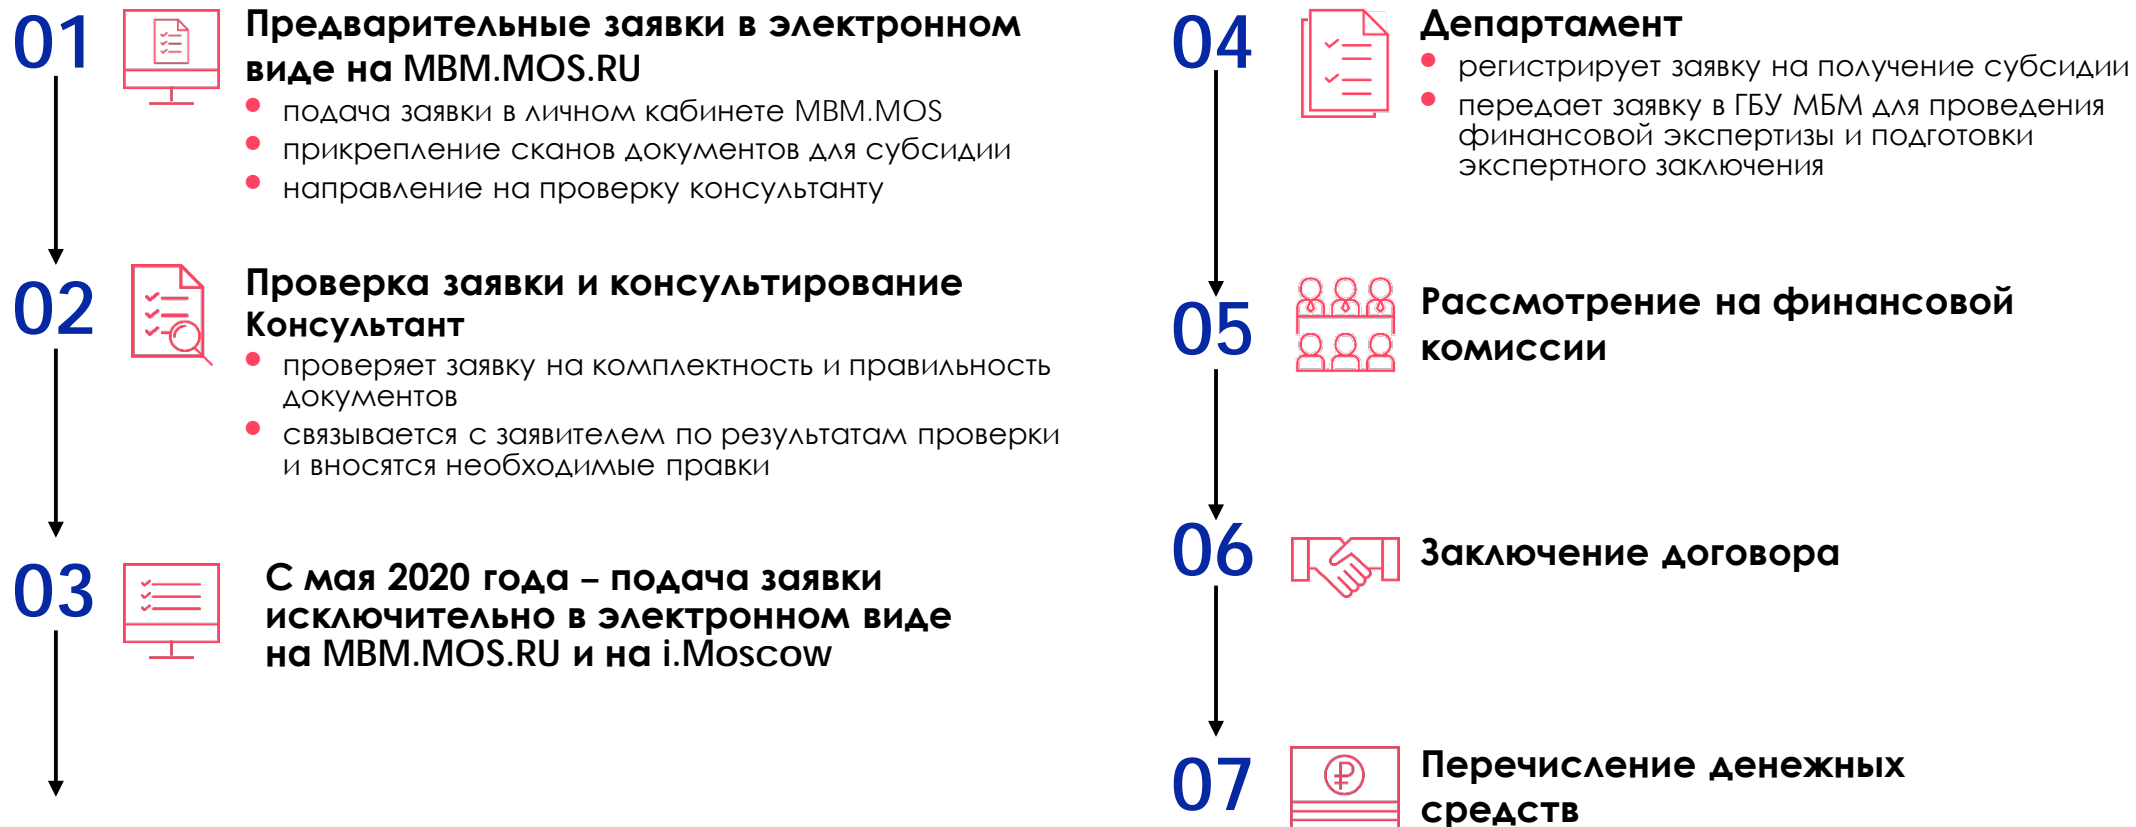 01
Предварительные заявки в электронном
виде на MBM.MOS.RU
подача заявки в личном кабинете MBM.MOS
прикрепление сканов документов для субсидии
направление на проверку консультанту
02
Проверка заявки и консультирование
Консультант
проверяет заявку на комплектность и правильность
документов
связывается с заявителем по результатам проверки
и вносятся необходимые правки
03
С мая 2020 года – подача заявки
исключительно в электронном виде
на MBM.MOS.RU и на i.Moscow
04
Департамент
регистрирует заявку на получение субсидии
передает заявку в ГБУ МБМ для проведения
финансовой экспертизы и подготовки
экспертного заключения
05
Рассмотрение на финансовой
комиссии
06
Заключение договора
07
Перечисление денежных
средств